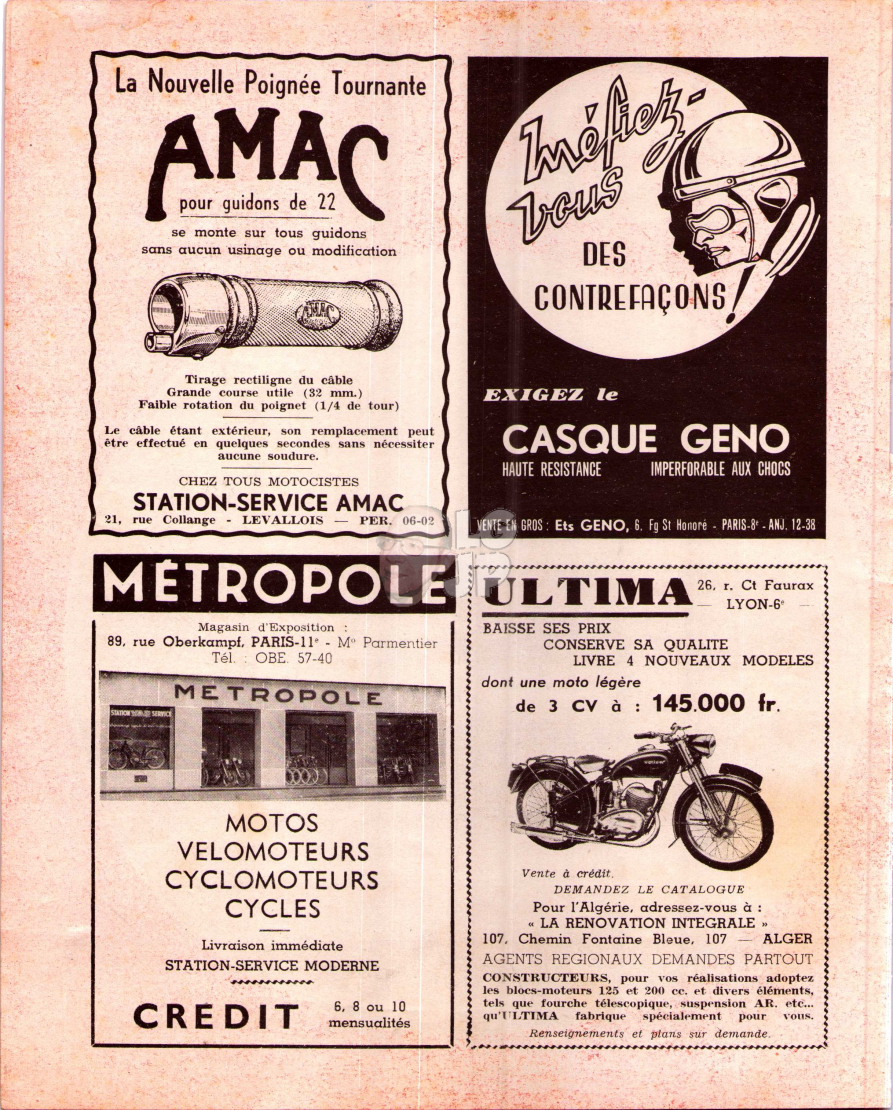 La Nouvelle Poignée Tournante
AMAC
pour guidons de 22
se monte sur tous guidons
sans aucun usinage ou modification
AMAC
Tirage rectiligne du câble
Grande course utile (32 mm.)
Faible rotation du poignet (1/4 de tour)
Le câble étant extérieur, son remplacement peut
être effectué en quelques secondes sans nécessiter
aucune soudure.
CHEZ TOUS MOTOCISTES
STATION-SERVICE AMAC
21, rue Collange - LEVALLOIS — PER. 06-02
Méfiez-
vous
DES
CONTREFAÇONS!
EXIGEZ le
CASQUE GENO
HAUTE RESISTANCE IMPERFORABLE AUX CHOCS
VENTE EN GROS : Ets GENO, 6, Fg St Honoré - PARIS-8e - ANJ. 12-38
MÉTROPOLE
Magasin d'Exposition :
89, rue Oberkampf, PARIS-11e - Mo Parmentier
Tél. : OBE. 57-40
METROPOLE
STATION SERVICE
MOTOS
VELOMOTEURS
CYCLOMOTEURS
CYCLES
Livraison immédiate
STATION-SERVICE MODERNE
CRÉDIT 6, 8 ou 10
mensualités
ULTIMA 26, r. Ct Faurax
— LYON-6e —
BAISSE SES PRIX
CONSERVE SA QUALITE
LIVRE 4 NOUVEAUX MODELES
dont une moto légère
de 3 CV à : 145.000 fr.
Vente à crédit.
DEMANDEZ LE CATALOGUE
Pour l'Algérie, adressez-vous à :
« LA RENOVATION INTEGRALE »
107, Chemin Fontaine Bleue, 107 — ALGER
AGENTS REGIONAUX DEMANDES PARTOUT
CONSTRUCTEURS, pour vos réalisations adoptez
les blocs-moteurs 125 et 200 cc. et divers éléments,
tels que fourche télescopique, suspension AR. etc...
qu'ULTIMA fabrique spécialement pour vous.
Renseignements et plans sur demande.